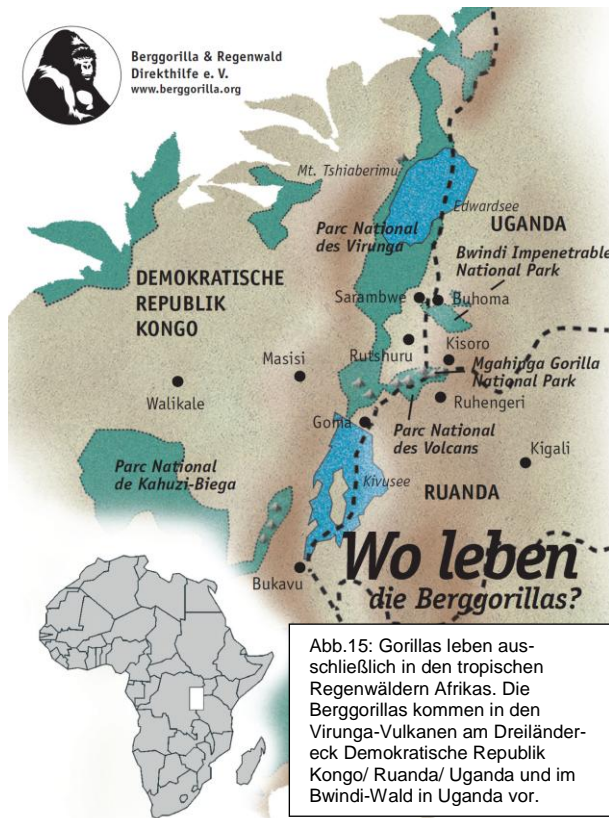 Berggorilla & Regenwald
Direkthilfe e. V.
www.berggorilla.org
Mt. Tshiaberimu
Edwardsee
UGANDA
Parc National
des Virunga
Bwindi Impenetrable
National Park
DEMOKRATISCHE
REPUBLIK
KONGO
Sarambwe
Buhoma
Rutshuru
Kisoro
Masisi
Mgahinga Gorilla
National Park
Walikale
Ruhengeri
Goma
Parc National
des Volcans
Kigali
Parc National
de Kahuzi-Biega
Kivusee
RUANDA
Bukavu
Wo leben
die Berggorillas?
Abb.15: Gorillas leben aus-
schließlich in den tropischen
Regenwäldern Afrikas. Die
Berggorillas kommen in den
Virunga-Vulkanen am Dreiländer-
eck Demokratische Republik
Kongo/ Ruanda/ Uganda und im
Bwindi-Wald in Uganda vor.